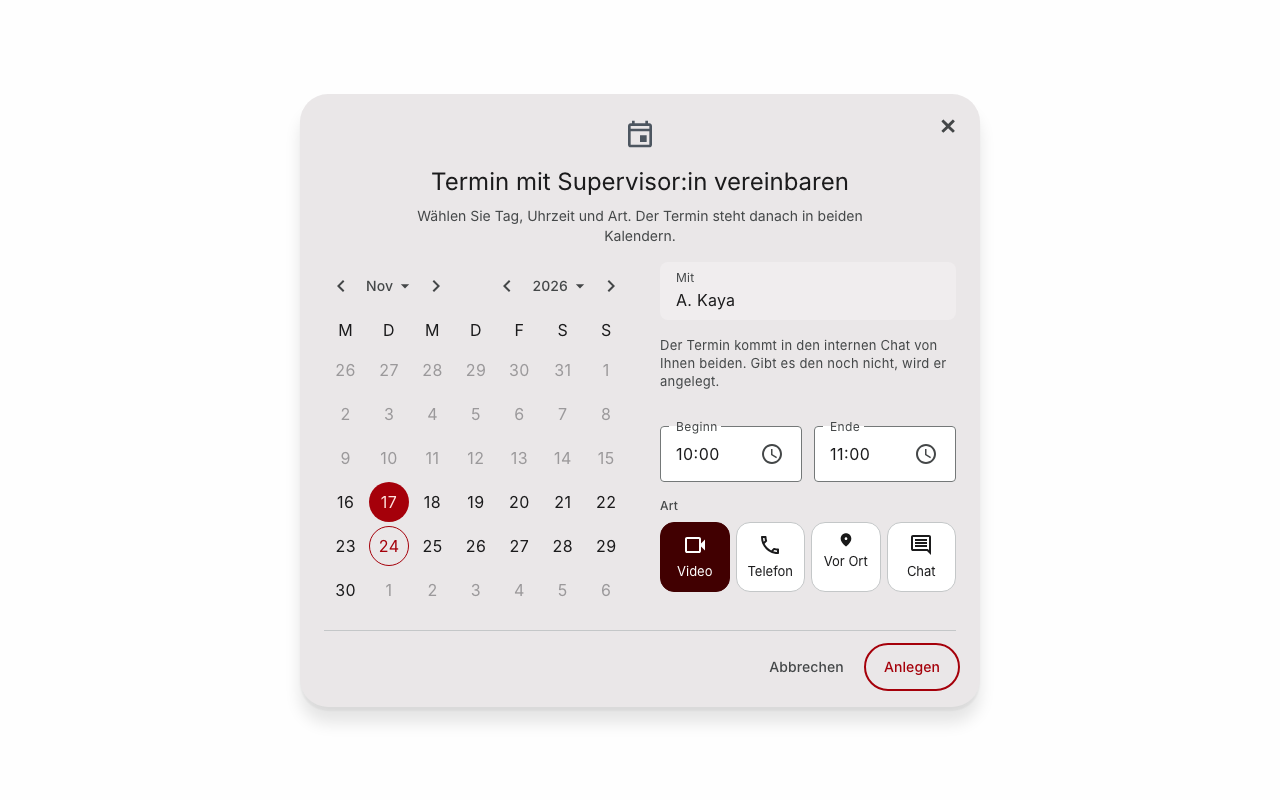 Termin mit Supervisor:in vereinbaren
Wählen Sie Tag, Uhrzeit und Art. Der Termin steht danach in beiden
Kalendern.
Nov 2026
M D M D F S S
26 27 28 29 30 31 1
2 3 4 5 6 7 8
9 10 11 12 13 14 15
16 17 18 19 20 21 22
23 24 25 26 27 28 29
30 1 2 3 4 5 6
Mit
A. Kaya
Der Termin kommt in den internen Chat von
Ihnen beiden. Gibt es den noch nicht, wird er
angelegt.
Beginn Ende
10:00 11:00
Art
Video Telefon Vor Ort Chat
Abbrechen Anlegen